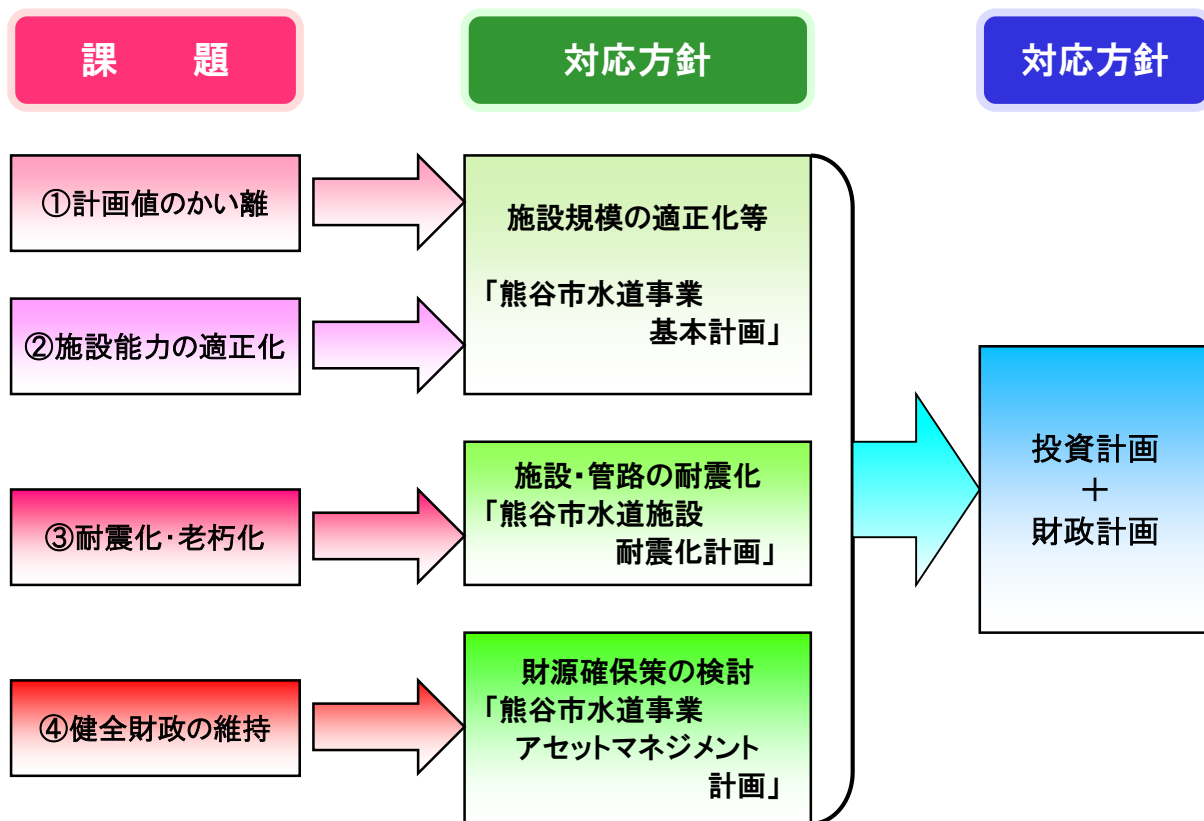 課　　題
対応方針
対応方針
①計画値のかい離
②施設能力の適正化
③耐震化・老朽化
④健全財政の維持
施設規模の適正化等
「熊谷市水道事業
基本計画」
施設・管路の耐震化
「熊谷市水道施設
耐震化計画」
財源確保策の検討
「熊谷市水道事業
アセットマネジメント
計画」
投資計画
＋
財政計画